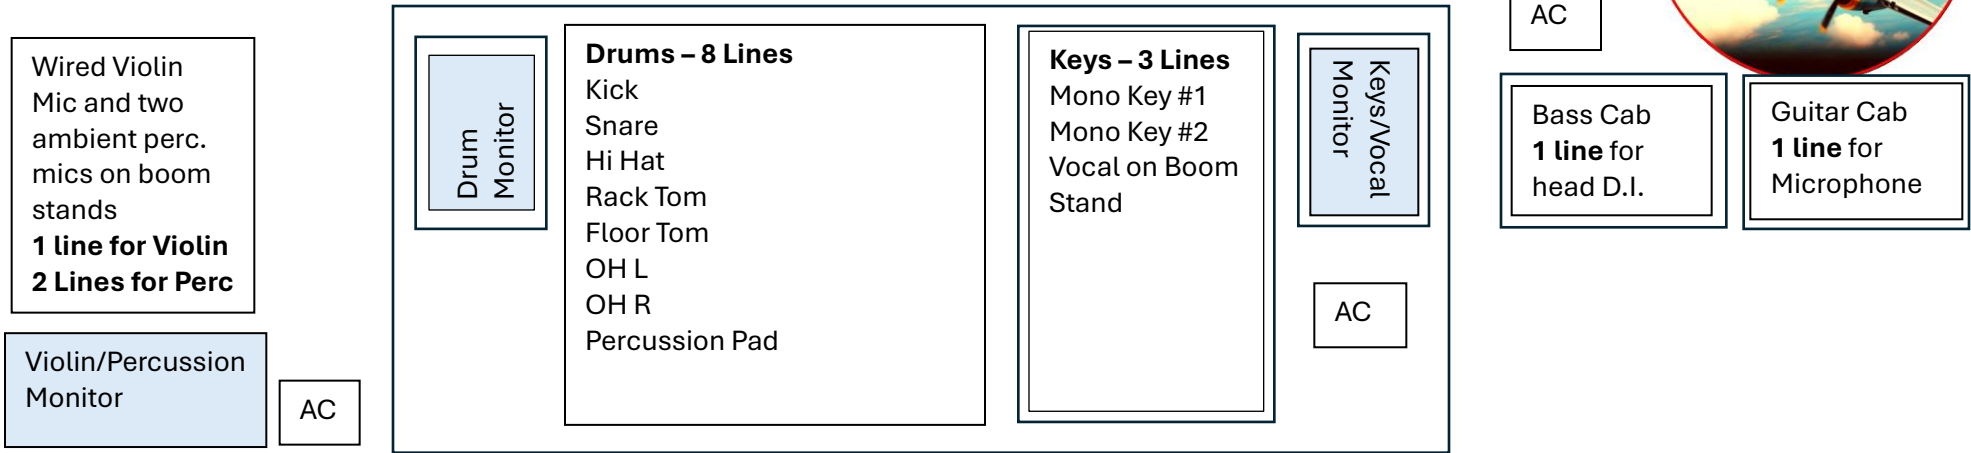 Wired Violin
Mic and two
ambient perc.
mics on boom
stands
1 line for Violin
2 Lines for Perc
Violin/Percussion
Monitor
AC
Drum
Monitor
Drums – 8 Lines
Kick
Snare
Hi Hat
Rack Tom
Floor Tom
OH L
OH R
Percussion Pad
Keys – 3 Lines
Mono Key #1
Mono Key #2
Vocal on Boom
Stand
Keys/Vocal
Monitor
AC
AC
Bass Cab
1 line for
head D.I.
Guitar Cab
1 line for
Microphone